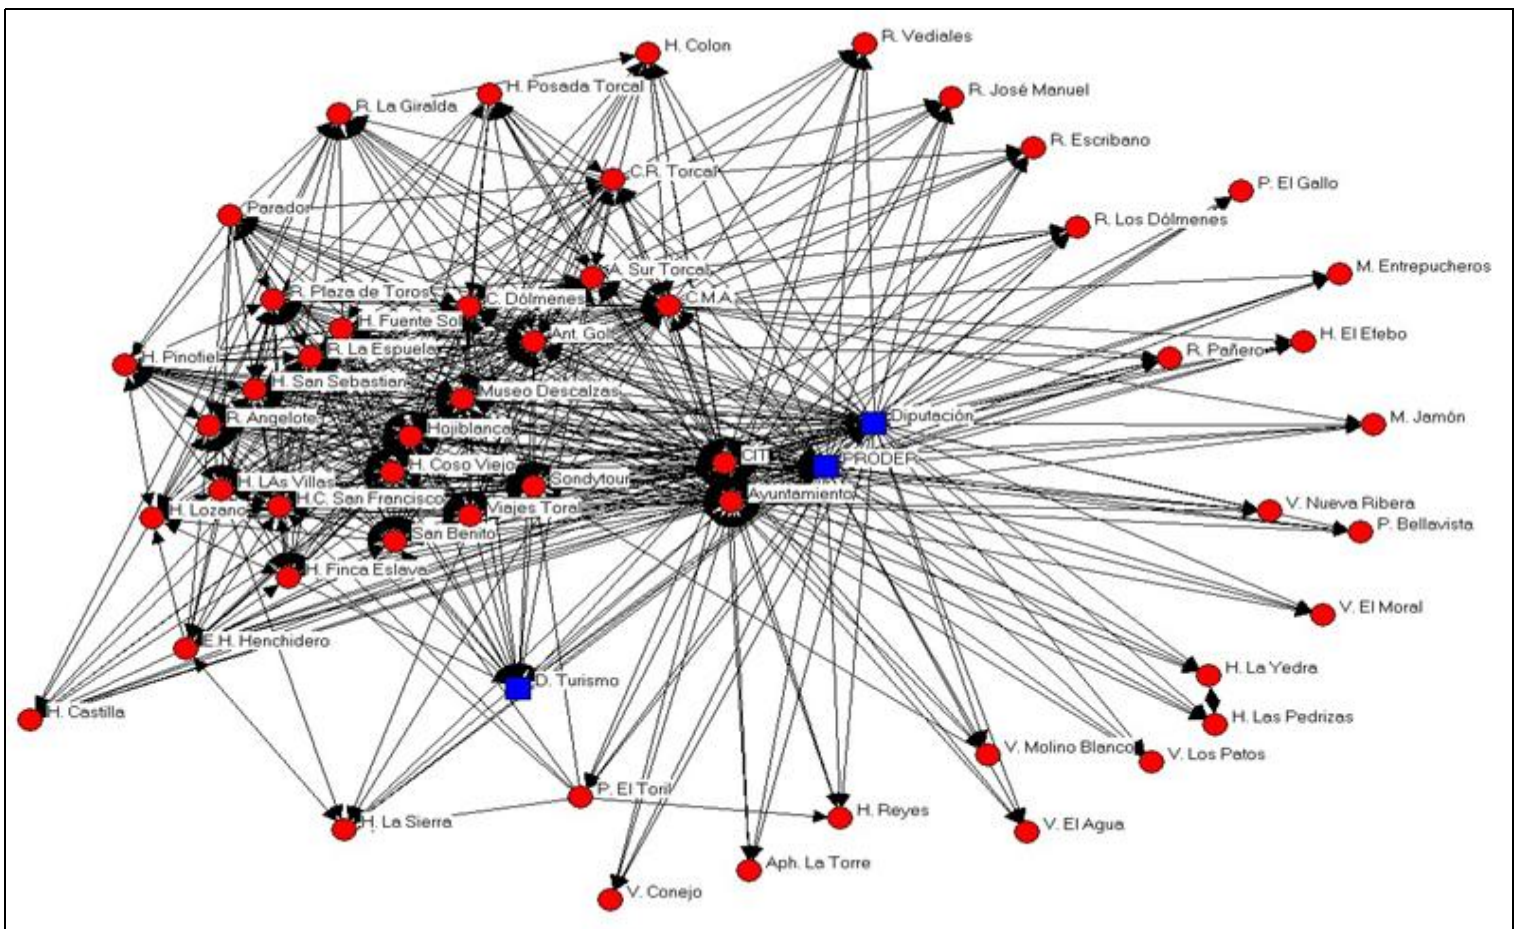 R. Vediales
H. Colon
H. Posada Torcal
R. José Manuel
R. La Giralda
R. Escribano
C.R. Torcal
P. El Gallo
Parador
R. Los Dólmenes
M. Entrepucheros
A. Sur Torcal
R. Plaza de Toros
C. Dólmenes
C.M.A.
H. Fuente Sol
Ant. Golf
H. El Efebo
R. La Espuela
R. Pañero
H. Pinofiel
H. San Sebastian
Museo Descalzas
R. Angelote
Diputación
M. Jamón
Hojiblanca
CIT
PRODER
H. Coso Viejo
Sondytour
H. LAs Villas
H.C. San Francisco
Ayuntamiento
V. Nueva Ribera
H. Lozano
Viajes Toral
P. Bellavista
San Benito
H. Finca Eslava
V. El Moral
E.H. Henchidero
H. La Yedra
D. Turismo
H. Castilla
H. Las Pedrizas
V. Molino Blanco
V. Los Patos
P. El Toril
H. La Sierra
H. Reyes
V. El Agua
Aph. La Torre
V. Conejo